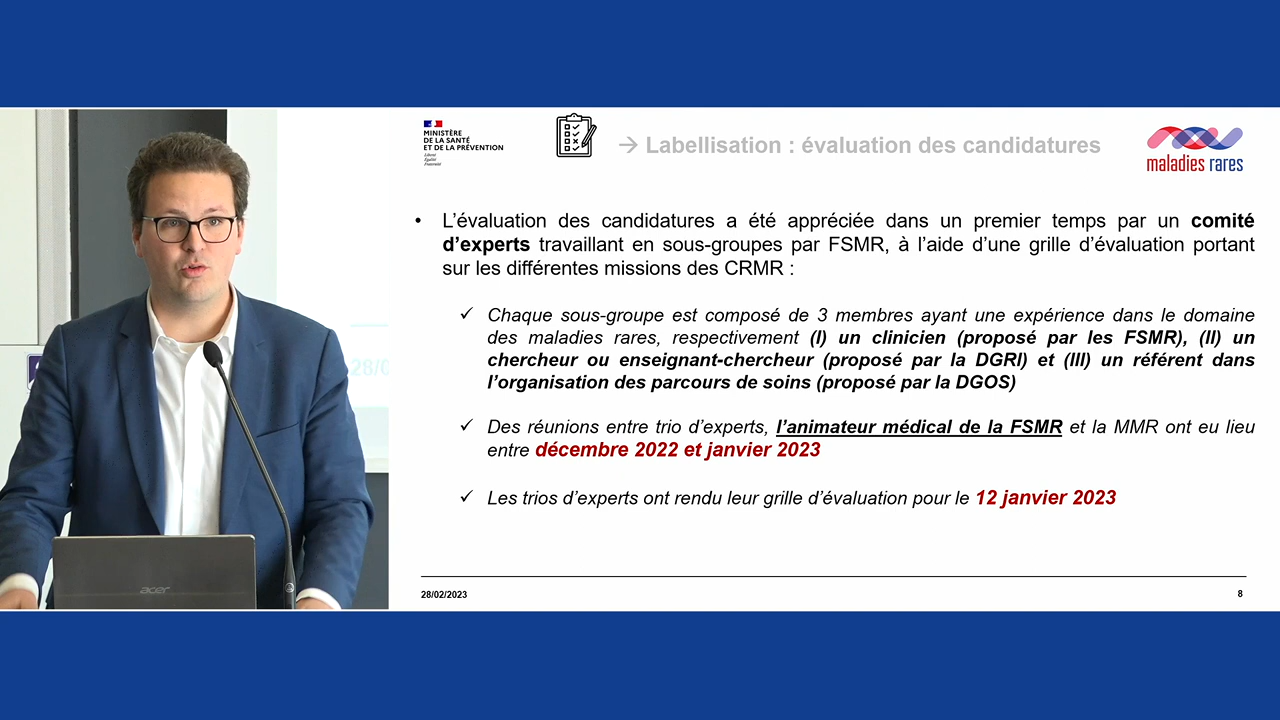 MINISTÈRE
DE LA SANTÉ
ET DE LA PRÉVENTION
Liberté
Égalité
Fraternité
→ Labellisation : évaluation des candidatures
maladies rares
• L’évaluation des candidatures a été appréciée dans un premier temps par un comité
d’experts travaillant en sous-groupes par FSMR, à l’aide d’une grille d’évaluation portant
sur les différentes missions des CRMR :
✓ Chaque sous-groupe est composé de 3 membres ayant une expérience dans le domaine
des maladies rares, respectivement (I) un clinicien (proposé par les FSMR), (II) un
chercheur ou enseignant-chercheur (proposé par la DGRI) et (III) un référent dans
l’organisation des parcours de soins (proposé par la DGOS)
✓ Des réunions entre trio d’experts, l’animateur médical de la FSMR et la MMR ont eu lieu
entre décembre 2022 et janvier 2023
✓ Les trios d’experts ont rendu leur grille d’évaluation pour le 12 janvier 2023
28/02/2023
8
28/0
acer